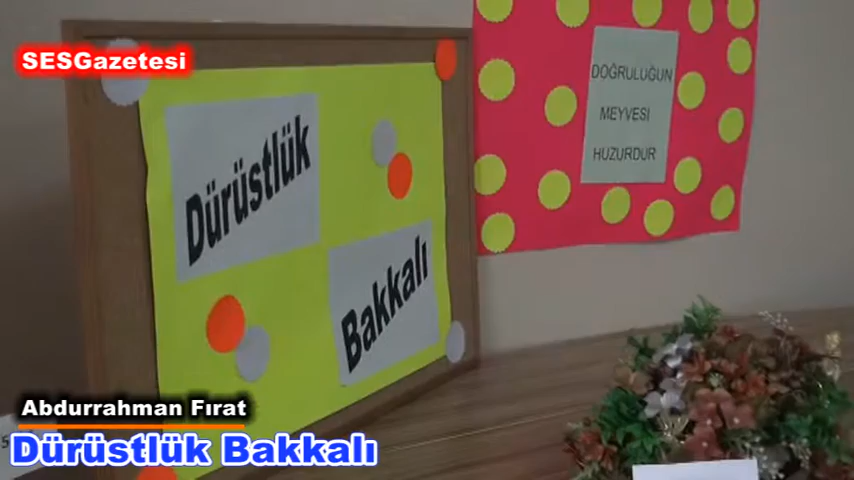 SESGazetesi
DOĞRULUĞUN
MEYVESİ
HUZURDUR
Dürüstlük
Bakkalı
Abdurrahman Fırat
Dürüstlük Bakkalı